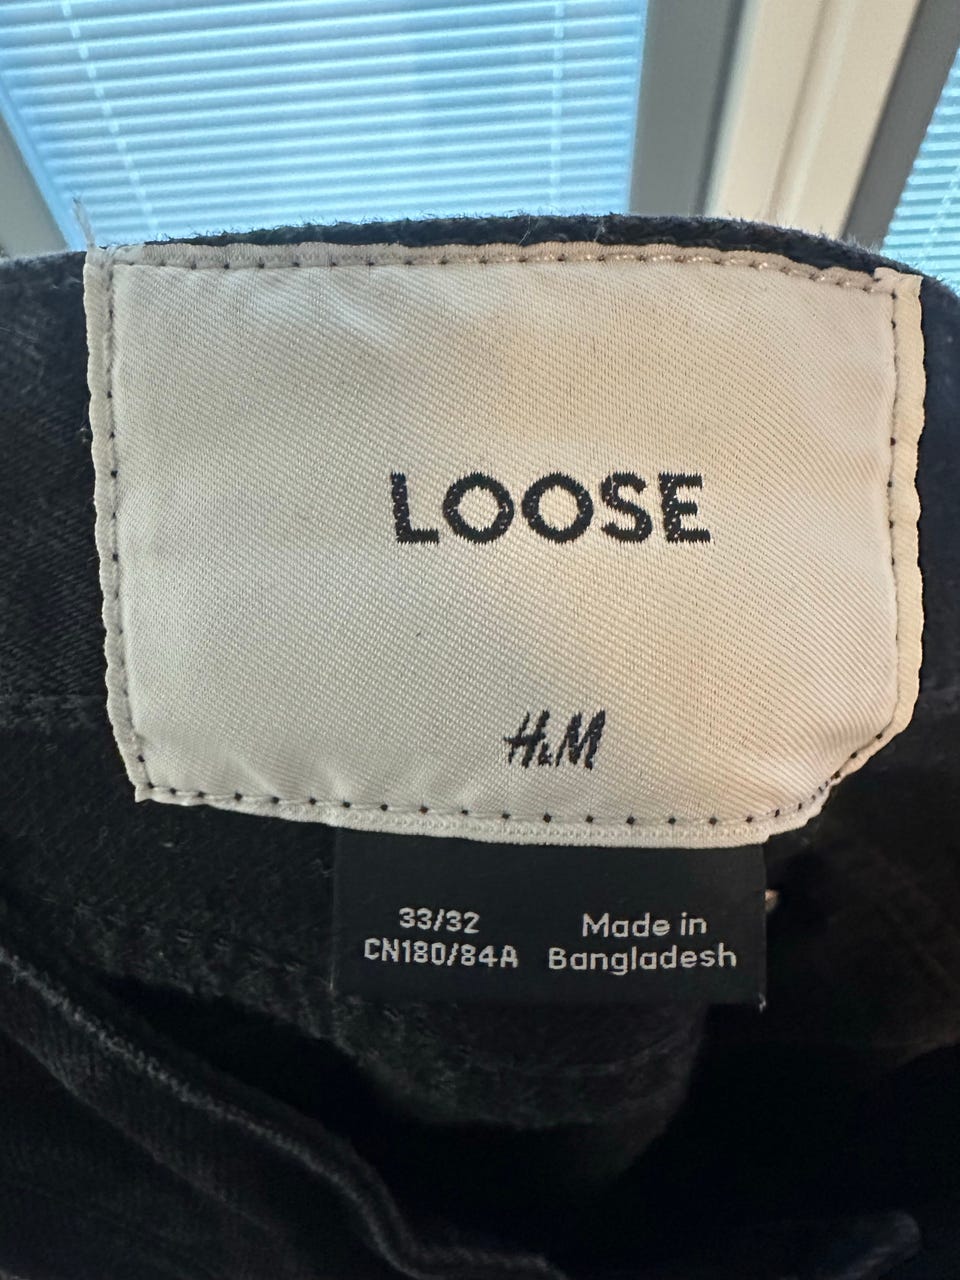 LOOSE
H&M
33/32
CN180/84A
Made in
Bangladesh